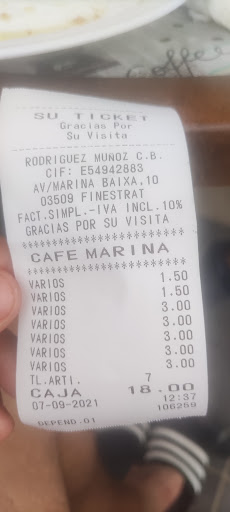 SU TICKET
Gracias Por
Su Visita
RODRIGUEZ MUÑOZ C.B.
CIF: E54942883
AV/MARINA BAIXA,10
03509 FINESTRAT
FACT.SIMPL.-IVA INCL.10%
GRACIAS POR SU VISITA
CAFE MARINA
VARIOS 1.50
VARIOS 1.50
VARIOS 3.00
VARIOS 3.00
VARIOS 3.00
VARIOS 3.00
VARIOS 3.00
TL.ARTI. 7
CAJA 18.00
07-09-2021 12:37
106259
DEPEND.01
Coffee